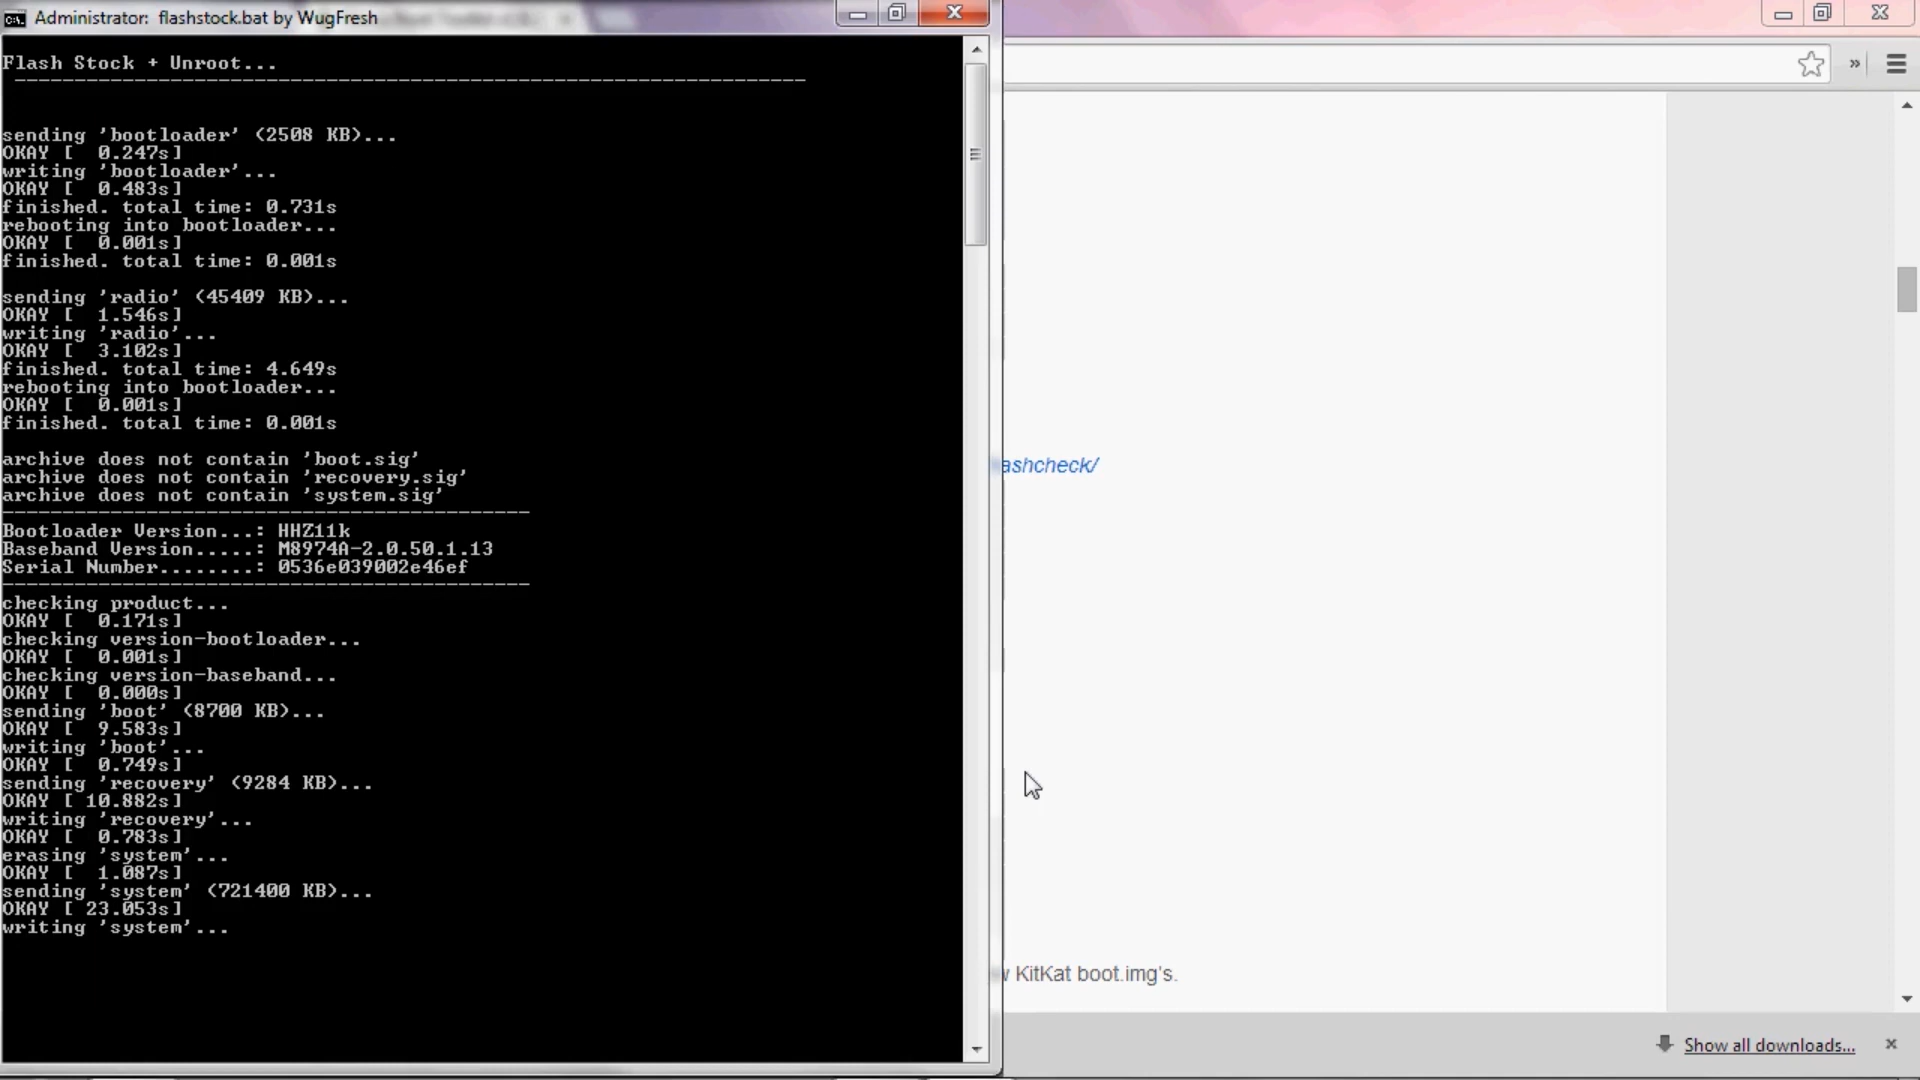 Administrator: flashstock.bat by WugFresh
Flash Stock + Unroot...
------------------------------------------------------------------
sending 'bootloader' (2508 KB)...
OKAY [  0.247s]
writing 'bootloader'...
OKAY [  0.483s]
finished. total time: 0.731s
rebooting into bootloader...
OKAY [  0.001s]
finished. total time: 0.001s
sending 'radio' (45409 KB)...
OKAY [  1.546s]
writing 'radio'...
OKAY [  3.102s]
finished. total time: 4.649s
rebooting into bootloader...
OKAY [  0.001s]
finished. total time: 0.001s
archive does not contain 'boot.sig'
archive does not contain 'recovery.sig'
archive does not contain 'system.sig'
--------------------------------------------
Bootloader Version...: HHZ11k
Baseband Version.....: M8974A-2.0.50.1.13
Serial Number........: 0536e039002e46ef
--------------------------------------------
checking product...
OKAY [  0.171s]
checking version-bootloader...
OKAY [  0.001s]
checking version-baseband...
OKAY [  0.000s]
sending 'boot' (8700 KB)...
OKAY [  9.583s]
writing 'boot'...
OKAY [  0.749s]
sending 'recovery' (9284 KB)...
OKAY [ 10.882s]
writing 'recovery'...
OKAY [  0.783s]
erasing 'system'...
OKAY [  1.087s]
sending 'system' (721400 KB)...
OKAY [ 23.053s]
writing 'system'...
ashcheck/
KitKat boot.img's.
Show all downloads...